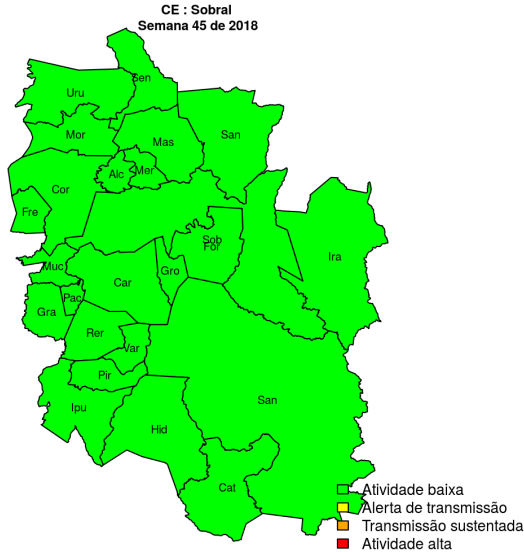 CE : Sobral
Semana 45 de 2018
Sen
Uru
Mor
Mas
San
Alc
Mer
Cor
Fre
Sob
For
Ira
Muc
Gro
Car
Pac
Gra
Rer
Var
Pir
San
Ipu
Hid
Cat
Atividade baixa
Alerta de transmissão
Transmissão sustentada
Atividade alta